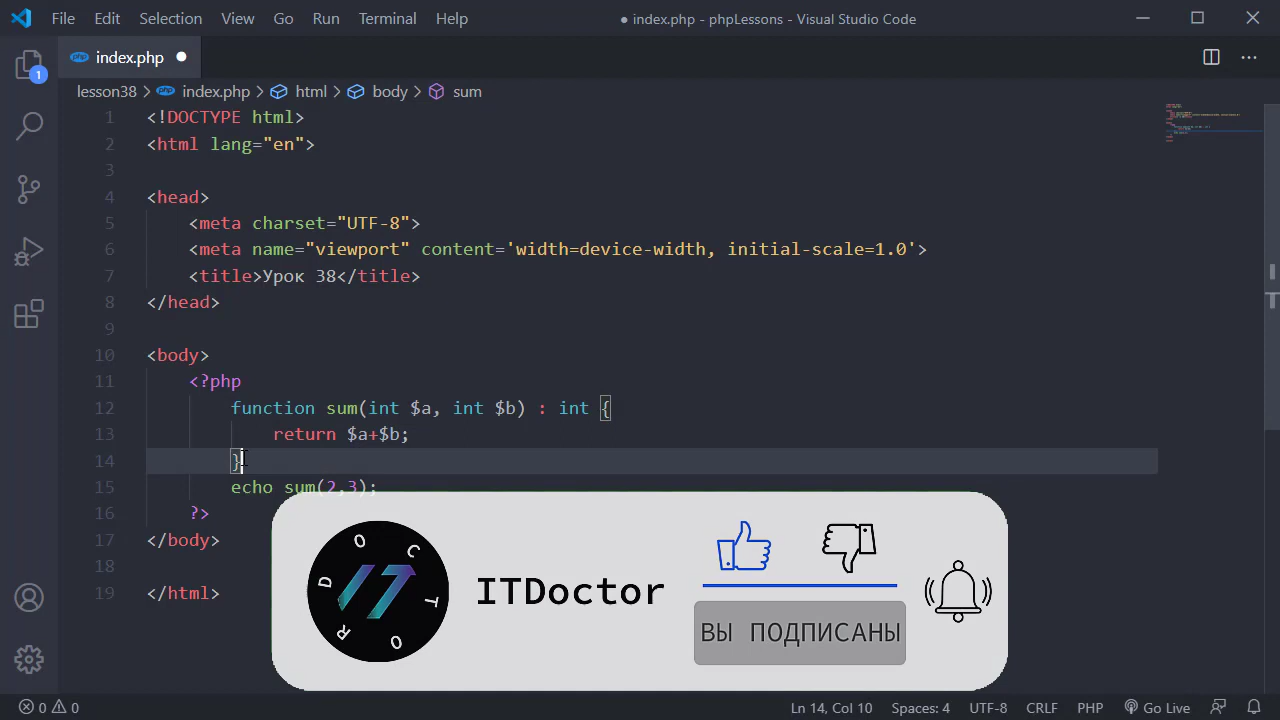 File Edit Selection View Go Run Terminal Help ● index.php - phpLessons - Visual Studio Code
index.php ●
lesson38 > index.php > html > body > sum
1 <!DOCTYPE html>
2 <html lang="en">
3
4 <head>
5 <meta charset="UTF-8">
6 <meta name="viewport" content='width=device-width, initial-scale=1.0'>
7 <title>Урок 38</title>
8 </head>
9
10 <body>
11 <?php
12 function sum(int $a, int $b) : int {
13 return $a+$b;
14 }
15 echo sum(2,3);
16 ?>
17 </body>
18
19 </html>
1
DOCTOR
IT
ITDoctor
ВЫ ПОДПИСАНЫ
0 0 Ln 14, Col 10 Spaces: 4 UTF-8 CRLF PHP Go Live